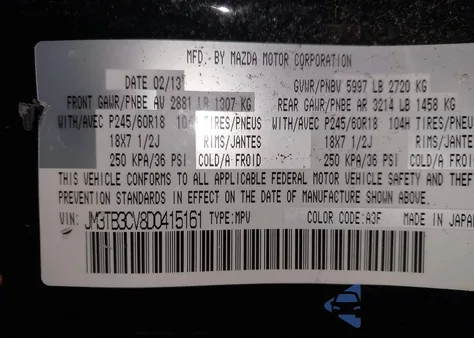 MFD. BY MAZDA MOTOR CORPORATION
DATE 02/13 GVWR/PNBV 5997 LB 2720 KG
FRONT GAWR/PNBE AV 2881 LB 1307 KG REAR GAWR/PNBE AR 3214 LB 1458 KG
WITH/AVEC P245/60R18 104H TIRES/PNEUS WITH/AVEC P245/60R18 104H TIRES/PNEUS
18X7 1/2J RIMS/JANTES 18X7 1/2J RIMS/JANTES
250 KPA/36 PSI COLD/A FROID 250 KPA/36 PSI COLD/A FROID
THIS VEHICLE CONFORMS TO ALL APPLICABLE FEDERAL MOTOR VEHICLE SAFETY AND THEFT
PREVENTION STANDARDS IN EFFECT ON THE DATE OF MANUFACTURE SHOWN ABOVE.
VIN: JM3TB3CV8D0415161 TYPE:MPV COLOR CODE:A3F MADE IN JAPAN